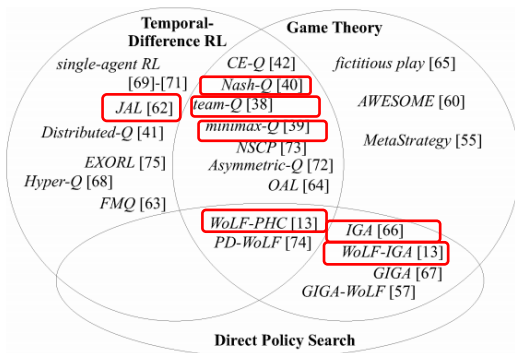 Temporal-
Difference RL
Game Theory
single-agent RL
[69]-[71]
JAL [62]
Distributed-Q [41]
EXORL [75]
Hyper-Q [68]
FMQ [63]
CE-Q [42]
Nash-Q [40]
team-Q [38]
minimax-Q [39]
NSCP [73]
Asymmetric-Q [72]
OAL [64]
fictitious play [65]
AWESOME [60]
MetaStrategy [55]
WoLF-PHC [13]
PD-WoLF [74]
IGA [66]
WoLF-IGA [13]
GIGA [67]
GIGA-WoLF [57]
Direct Policy Search